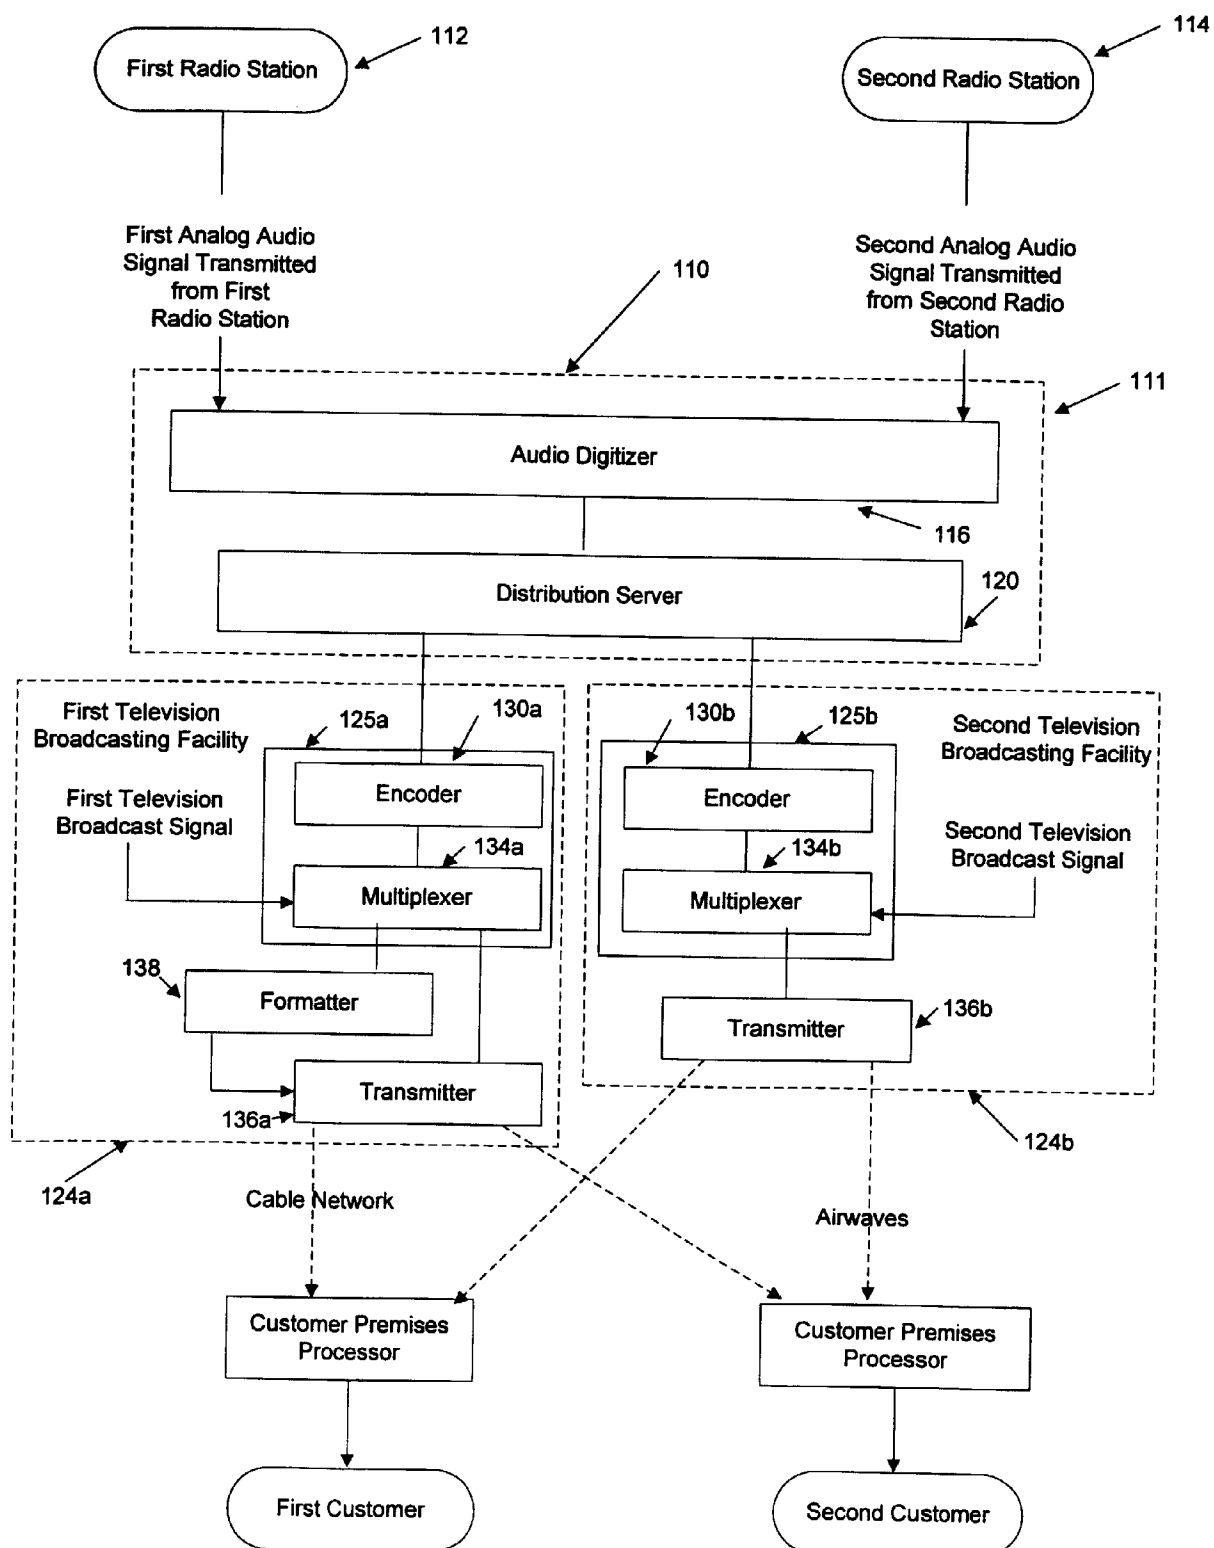 112
First Radio Station
114
Second Radio Station
First Analog Audio
Signal Transmitted
from First
Radio Station
Second Analog Audio
Signal Transmitted
from Second Radio
Station
110
111
Audio Digitizer
116
Distribution Server
120
First Television
Broadcasting Facility
125a
130a
Encoder
First Television
Broadcast Signal
134a
Multiplexer
138
Formatter
Transmitter
136a
124a
130b
125b
Second Television
Broadcasting Facility
Encoder
Second Television
Broadcast Signal
134b
Multiplexer
Transmitter
136b
124b
Cable Network
Airwaves
Customer Premises
Processor
Customer Premises
Processor
First Customer
Second Customer